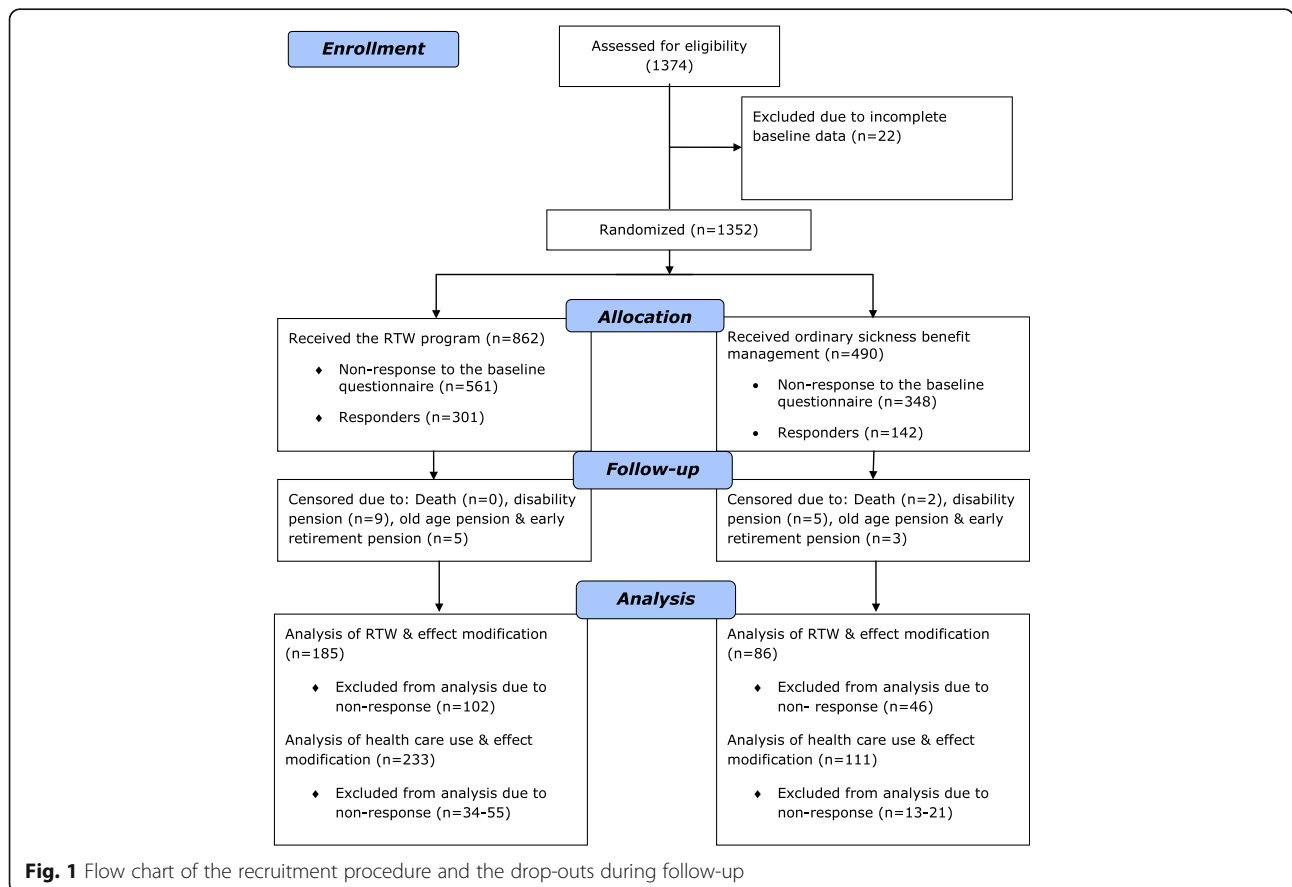 Enrollment
Assessed for eligibility
(1374)
Excluded due to incomplete
baseline data (n=22)
Randomized (n=1352)
Allocation
Received the RTW program (n=862)
♦ Non-response to the baseline
questionnaire (n=561)
♦ Responders (n=301)
Received ordinary sickness benefit
management (n=490)
• Non-response to the baseline
questionnaire (n=348)
• Responders (n=142)
Follow-up
Censored due to: Death (n=0), disability
pension (n=9), old age pension & early
retirement pension (n=5)
Censored due to: Death (n=2), disability
pension (n=5), old age pension & early
retirement pension (n=3)
Analysis
Analysis of RTW & effect modification
(n=185)
♦ Excluded from analysis due to
non-response (n=102)
Analysis of health care use & effect
modification (n=233)
♦ Excluded from analysis due to
non-response (n=34-55)
Analysis of RTW & effect modification
(n=86)
♦ Excluded from analysis due to
non- response (n=46)
Analysis of health care use & effect
modification (n=111)
♦ Excluded from analysis due to
non-response (n=13-21)
Fig. 1 Flow chart of the recruitment procedure and the drop-outs during follow-up